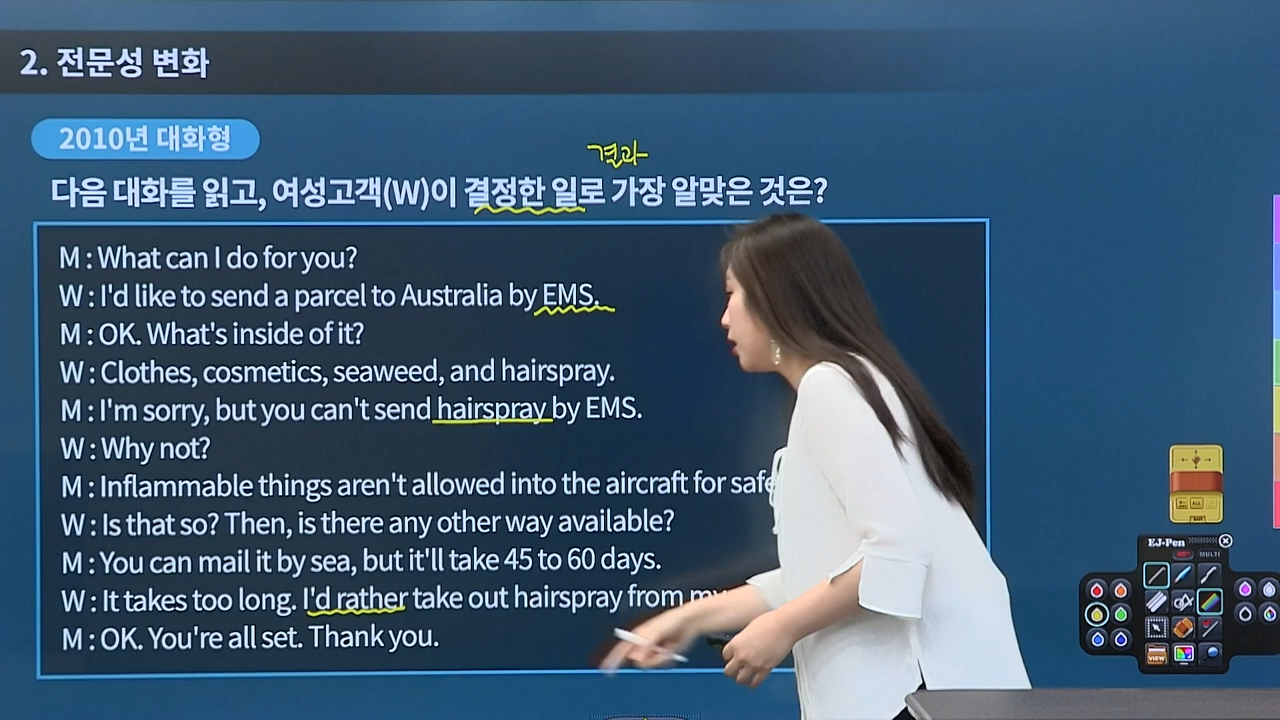 2. 전문성 변화
2010년 대화형
결과
다음 대화를 읽고, 여성고객(W)이 결정한 일로 가장 알맞은 것은?
M : What can I do for you?
W : I'd like to send a parcel to Australia by EMS.
M : OK. What's inside of it?
W : Clothes, cosmetics, seaweed, and hairspray.
M : I'm sorry, but you can't send hairspray by EMS.
W : Why not?
M : Inflammable things aren't allowed into the aircraft for
W : Is that so? Then, is there any other way available?
M : You can mail it by sea, but it'll take 45 to 60 days.
W : It takes too long. I'd rather take out hairspray from
M : OK. You're all set. Thank you.
EJ-Pen
MULTI
VIEW